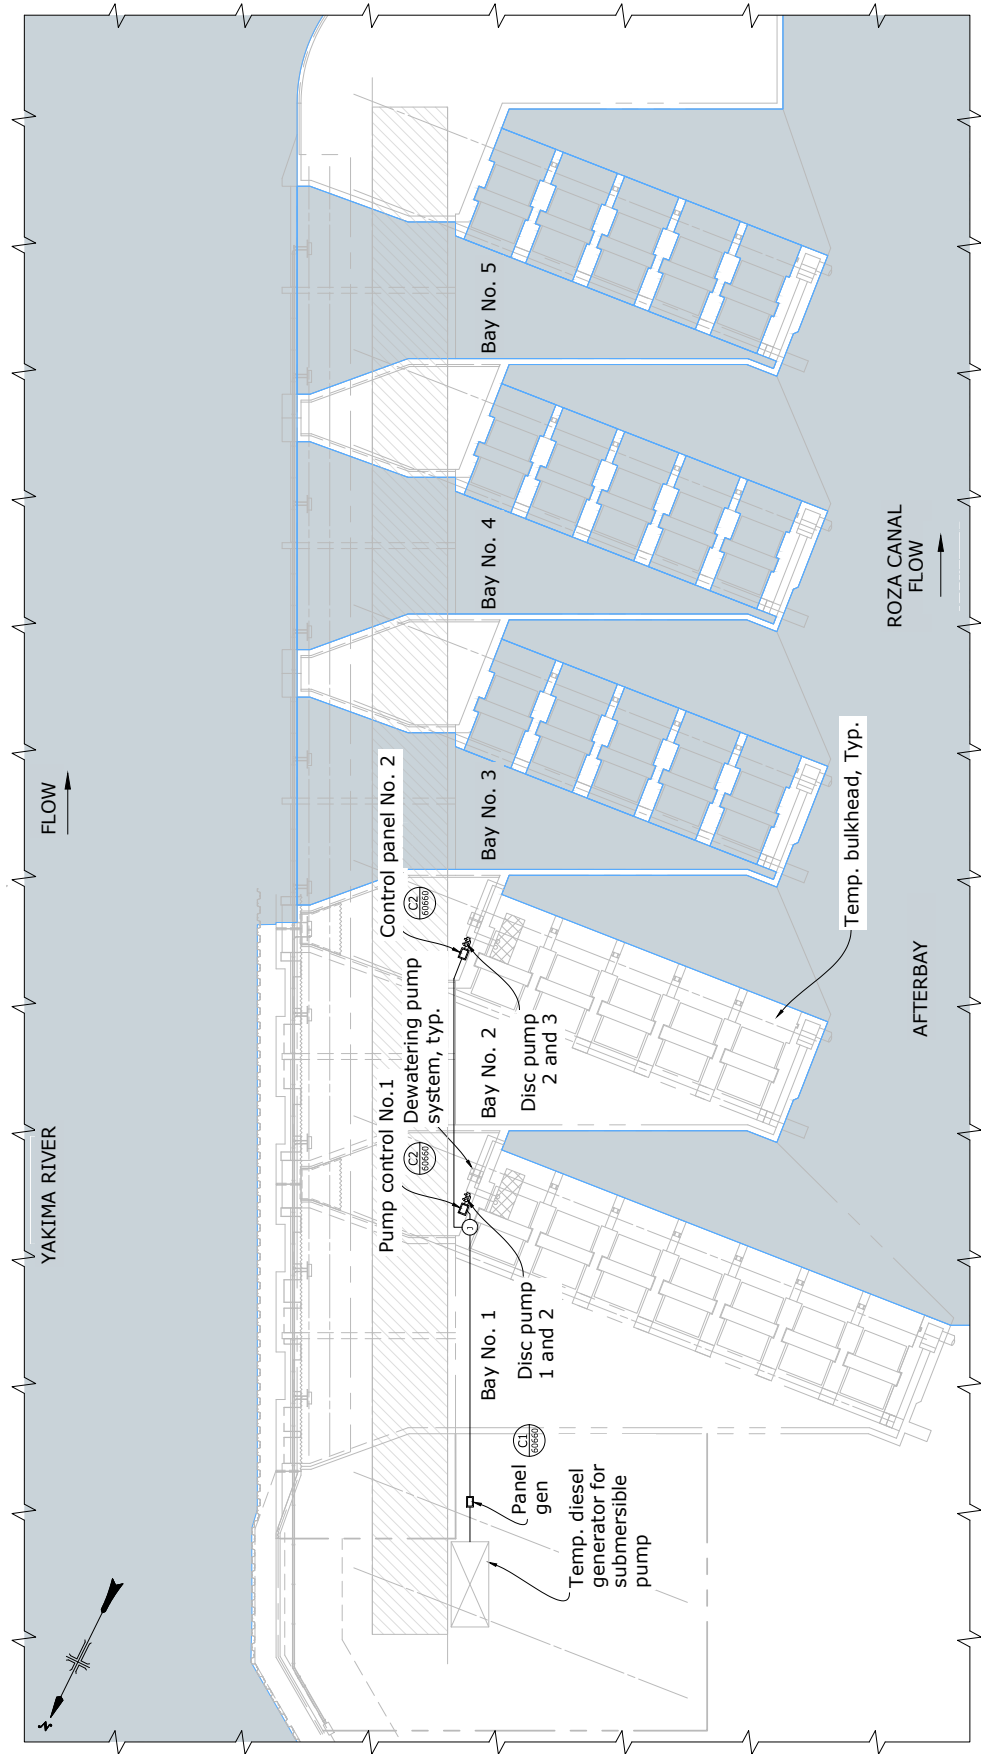 YAKIMA RIVER
FLOW
Pump control No.1
C2
60660
Dewatering pump
system, typ.
Control panel No. 2
C2
60660
Bay No. 1
Bay No. 2
Bay No. 3
Bay No. 4
Bay No. 5
J
Panel
gen
C1
60660
Disc pump
1 and 2
Disc pump
2 and 3
Temp. diesel
generator for
submersible
pump
Temp. bulkhead, Typ.
AFTERBAY
ROZA CANAL
FLOW
N